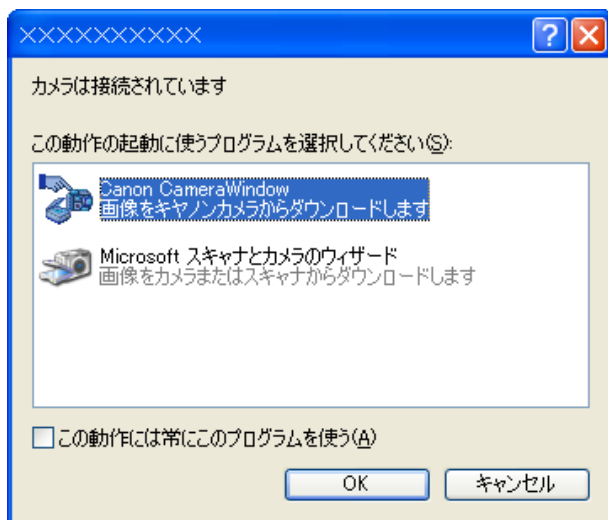 XXXXXXXXXX
カメラは接続されています
この動作の起動に使うプログラムを選択してください(S):
Canon CameraWindow
画像をキヤノンカメラからダウンロードします
Microsoft スキャナとカメラのウィザード
画像をカメラまたはスキャナからダウンロードします
この動作には常にこのプログラムを使う(A)
OK
キャンセル